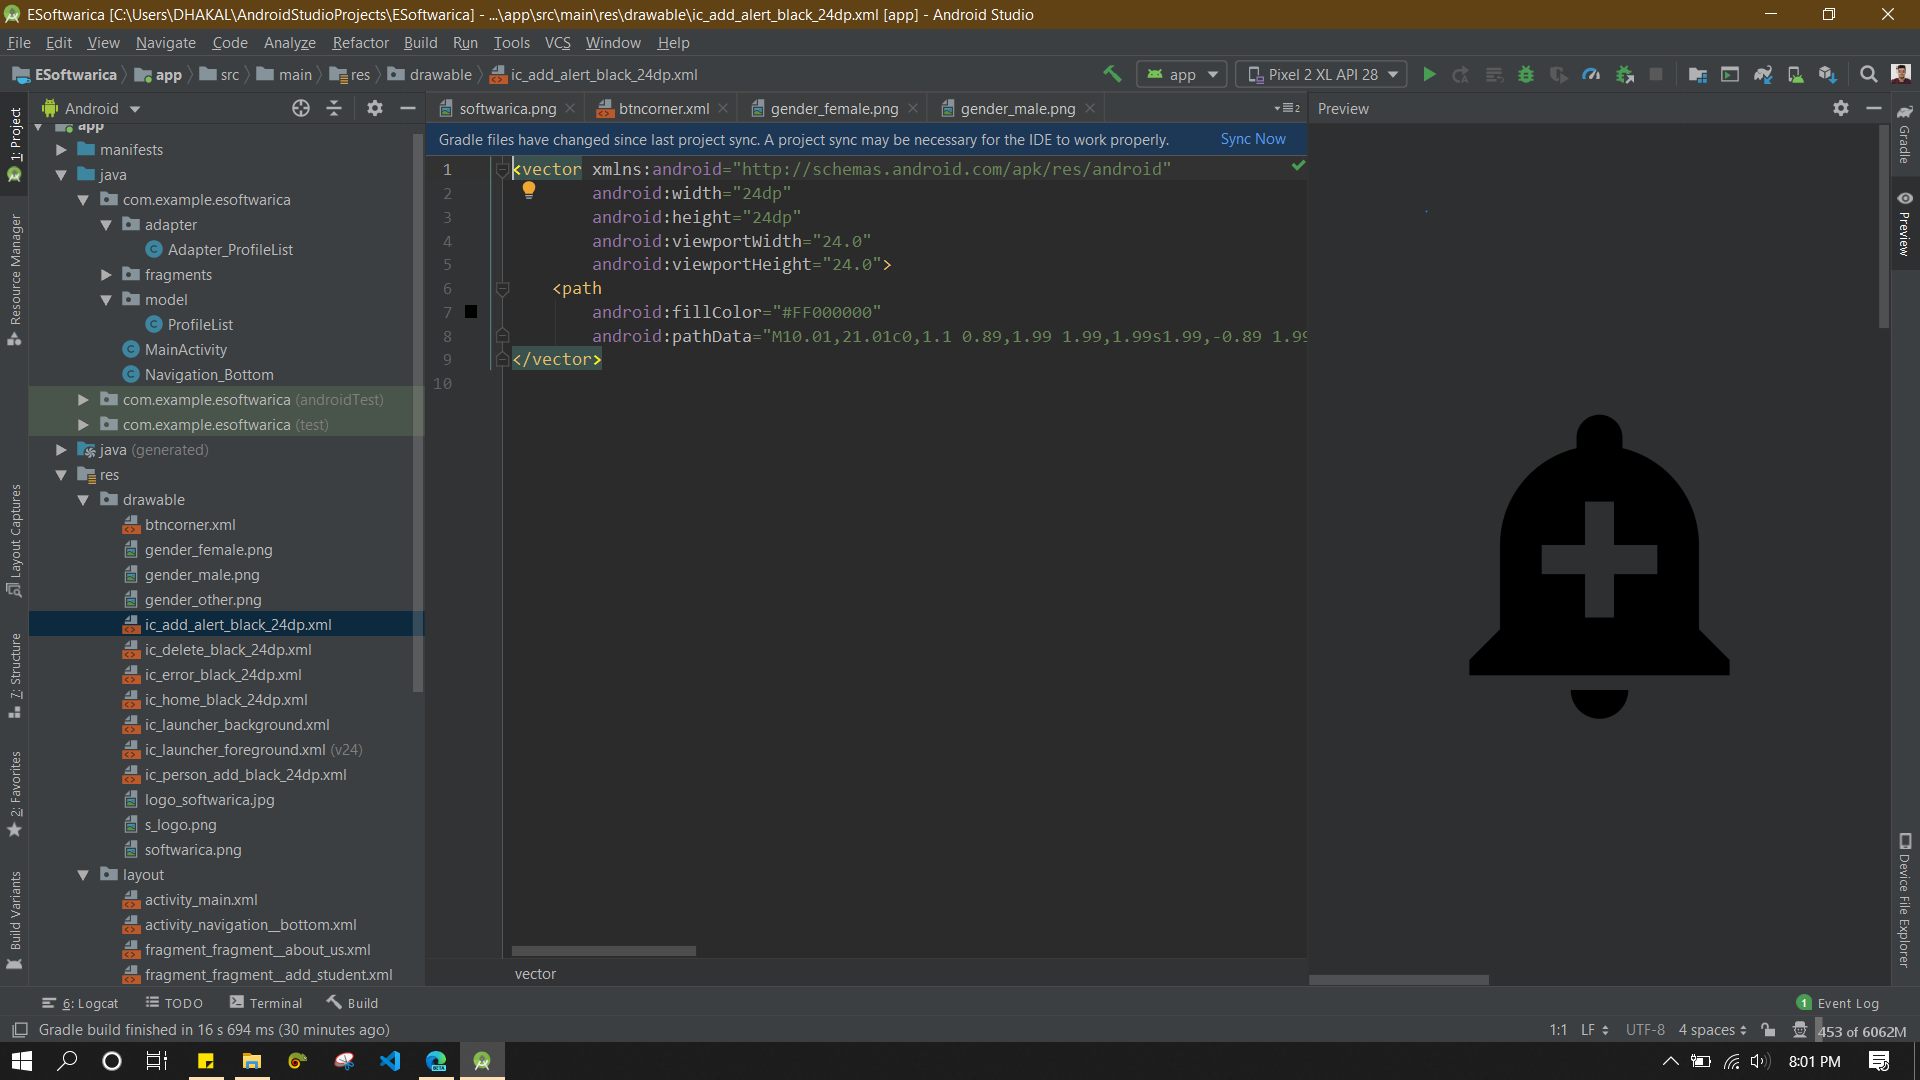 ESoftwarica [C:\Users\DHAKAL\AndroidStudioProjects\ESoftwarica] - ...\app\src\main\res\drawable\ic_add_alert_black_24dp.xml [app] - Android Studio
File Edit View Navigate Code Analyze Refactor Build Run Tools VCS Window Help
ESoftwarica app src main res drawable ic_add_alert_black_24dp.xml
app Pixel 2 XL API 28
Android
softwarica.png btncorner.xml gender_female.png gender_male.png
2
Preview
Gradle files have changed since last project sync. A project sync may be necessary for the IDE to work properly. Sync Now
1: Project
Resource Manager
Layout Captures
7: Structure
2: Favorites
Build Variants
app
manifests
java
com.example.esoftwarica
adapter
Adapter_ProfileList
fragments
model
ProfileList
MainActivity
Navigation_Bottom
com.example.esoftwarica (androidTest)
com.example.esoftwarica (test)
java (generated)
res
drawable
btncorner.xml
gender_female.png
gender_male.png
gender_other.png
ic_add_alert_black_24dp.xml
ic_delete_black_24dp.xml
ic_error_black_24dp.xml
ic_home_black_24dp.xml
ic_launcher_background.xml
ic_launcher_foreground.xml (v24)
ic_person_add_black_24dp.xml
logo_softwarica.jpg
s_logo.png
softwarica.png
layout
activity_main.xml
activity_navigation__bottom.xml
fragment_fragment__about_us.xml
fragment_fragment__add_student.xml
1 <vector xmlns:android="http://schemas.android.com/apk/res/android"
2 android:width="24dp"
3 android:height="24dp"
4 android:viewportWidth="24.0"
5 android:viewportHeight="24.0">
6 <path
7 android:fillColor="#FF000000"
8 android:pathData="M10.01,21.01c0,1.1 0.89,1.99 1.99,1.99s1.99,-0.89 1.99
9 </vector>
10
vector
Gradle
Preview
Device File Explorer
6: Logcat TODO Terminal Build
1 Event Log
Gradle build finished in 16 s 694 ms (30 minutes ago)
1:1 LF UTF-8 4 spaces 453 of 6062M
BETA
8:01 PM